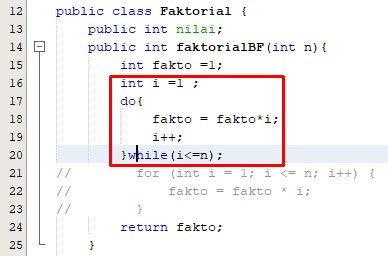 12 public class Faktorial {
13     public int nilai;
14     public int faktorialBF(int n){
15         int fakto =1;
16         int i =1 ;
17         do{
18             fakto = fakto*i;
19             i++;
20         }while(i<=n);
21 //        for (int i = 1; i <= n; i++) {
22 //            fakto = fakto * i;
23 //        }
24         return fakto;
25     }